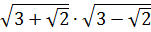 √(3 + √2) · √(3 − √2)